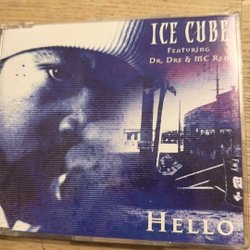 ICE CUBE
FEATURING
DR. DRE & MC REN
HELLO